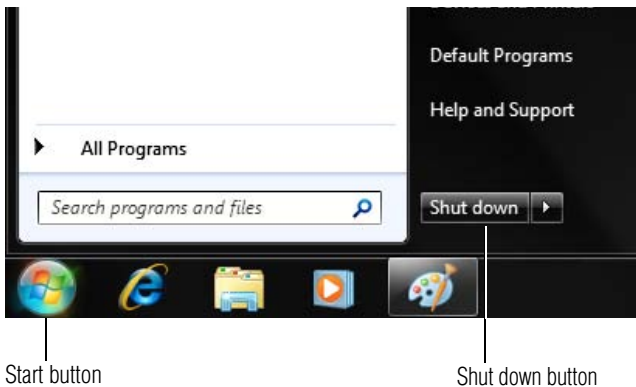 Default Programs
Help and Support
All Programs
Search programs and files
Shut down
Start button
Shut down button